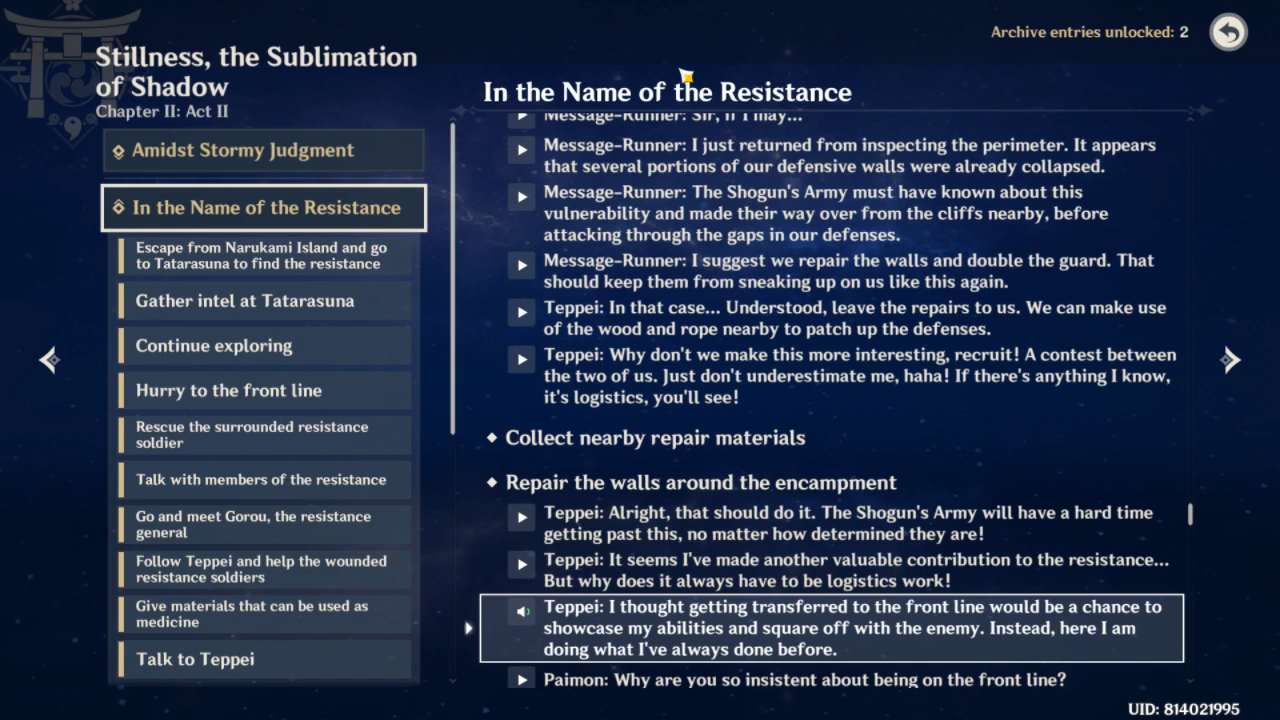 Archive entries unlocked: 2
Stillness, the Sublimation
of Shadow
Chapter II: Act II
Amidst Stormy Judgment
In the Name of the Resistance
Escape from Narukami Island and go
to Tatarasuna to find the resistance
Gather intel at Tatarasuna
Continue exploring
Hurry to the front line
Rescue the surrounded resistance
soldier
Talk with members of the resistance
Go and meet Gorou, the resistance
general
Follow Teppei and help the wounded
resistance soldiers
Give materials that can be used as
medicine
Talk to Teppei
In the Name of the Resistance
Message-Runner: Sir, if I may...
Message-Runner: I just returned from inspecting the perimeter. It appears
that several portions of our defensive walls were already collapsed.
Message-Runner: The Shogun's Army must have known about this
vulnerability and made their way over from the cliffs nearby, before
attacking through the gaps in our defenses.
Message-Runner: I suggest we repair the walls and double the guard. That
should keep them from sneaking up on us like this again.
Teppei: In that case... Understood, leave the repairs to us. We can make use
of the wood and rope nearby to patch up the defenses.
Teppei: Why don't we make this more interesting, recruit! A contest between
the two of us. Just don't underestimate me, haha! If there's anything I know,
it's logistics, you'll see!
Collect nearby repair materials
Repair the walls around the encampment
Teppei: Alright, that should do it. The Shogun's Army will have a hard time
getting past this, no matter how determined they are!
Teppei: It seems I've made another valuable contribution to the resistance...
But why does it always have to be logistics work!
Teppei: I thought getting transferred to the front line would be a chance to
showcase my abilities and square off with the enemy. Instead, here I am
doing what I've always done before.
Paimon: Why are you so insistent about being on the front line?
UID: 814021995